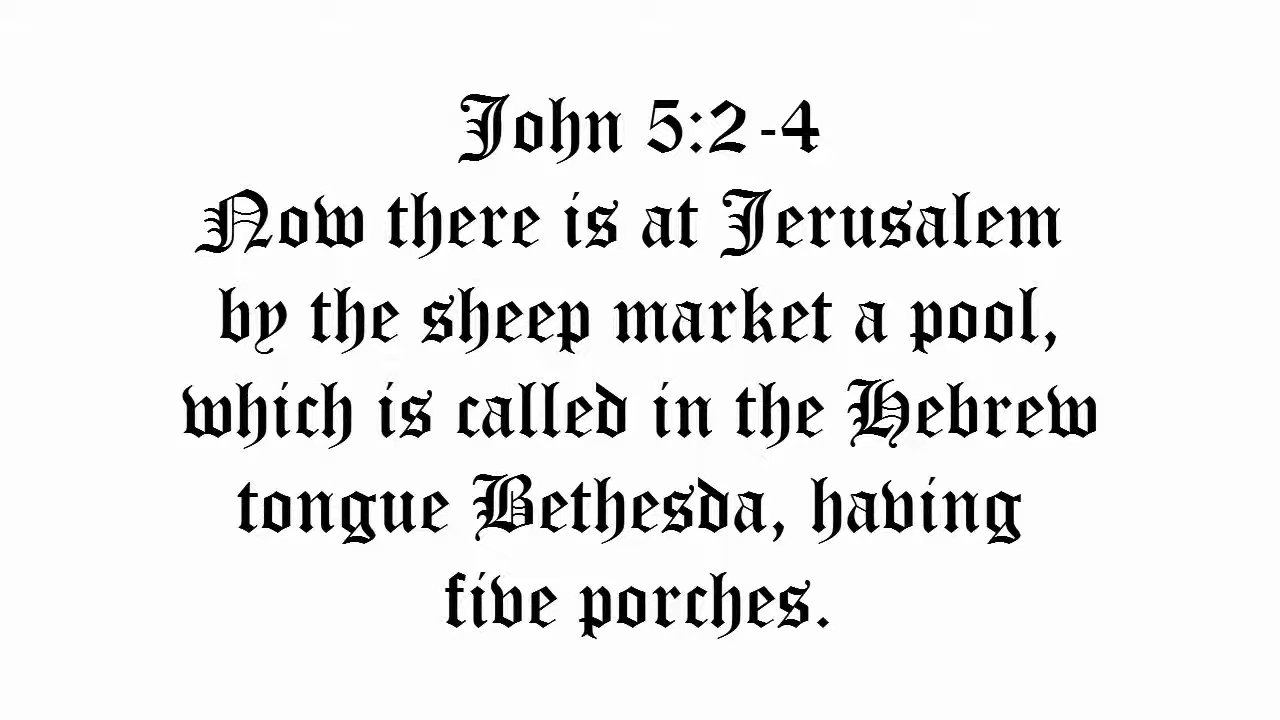 John 5:2-4
Now there is at Jerusalem
by the sheep market a pool,
which is called in the Hebrew
tongue Bethesda, having
five porches.